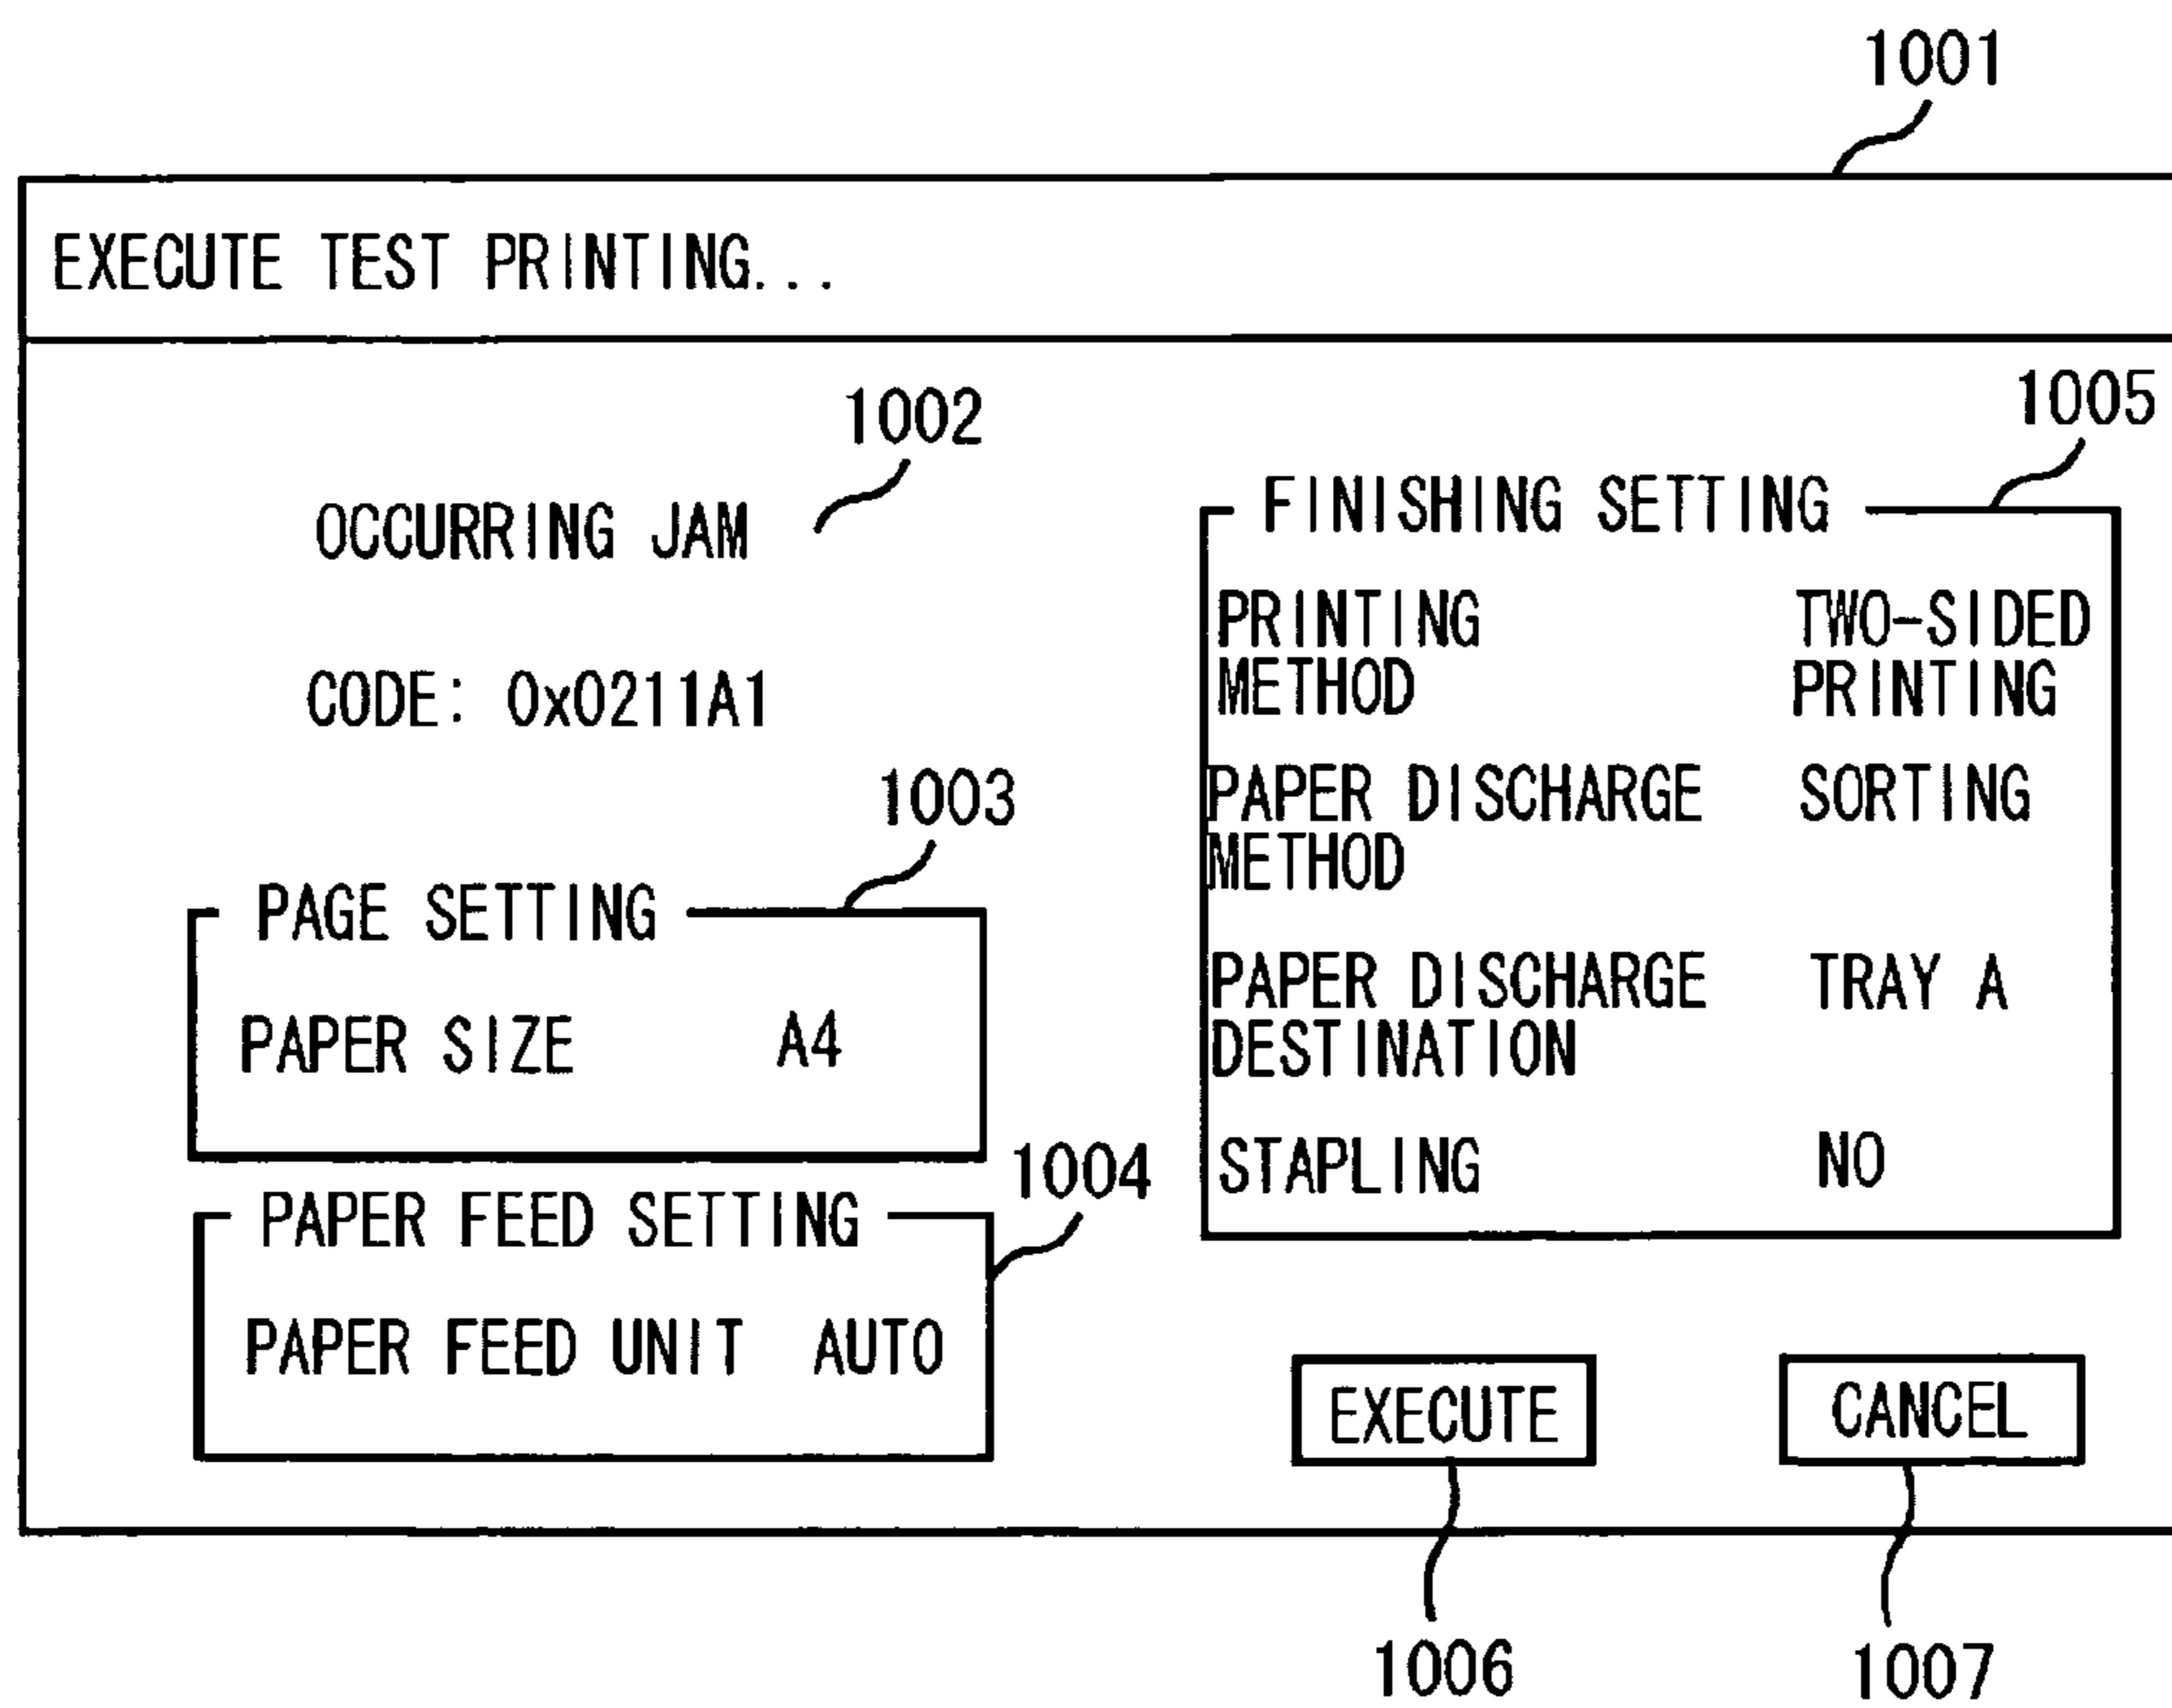 1001
EXECUTE TEST PRINTING...
1002
OCCURRING JAM
CODE: 0x0211A1
1003
PAGE SETTING
PAPER SIZE A4
1004
PAPER FEED SETTING
PAPER FEED UNIT AUTO
1005
FINISHING SETTING
PRINTING TWO-SIDED
METHOD PRINTING
PAPER DISCHARGE SORTING
METHOD
PAPER DISCHARGE TRAY A
DESTINATION
STAPLING NO
EXECUTE CANCEL
1006 1007